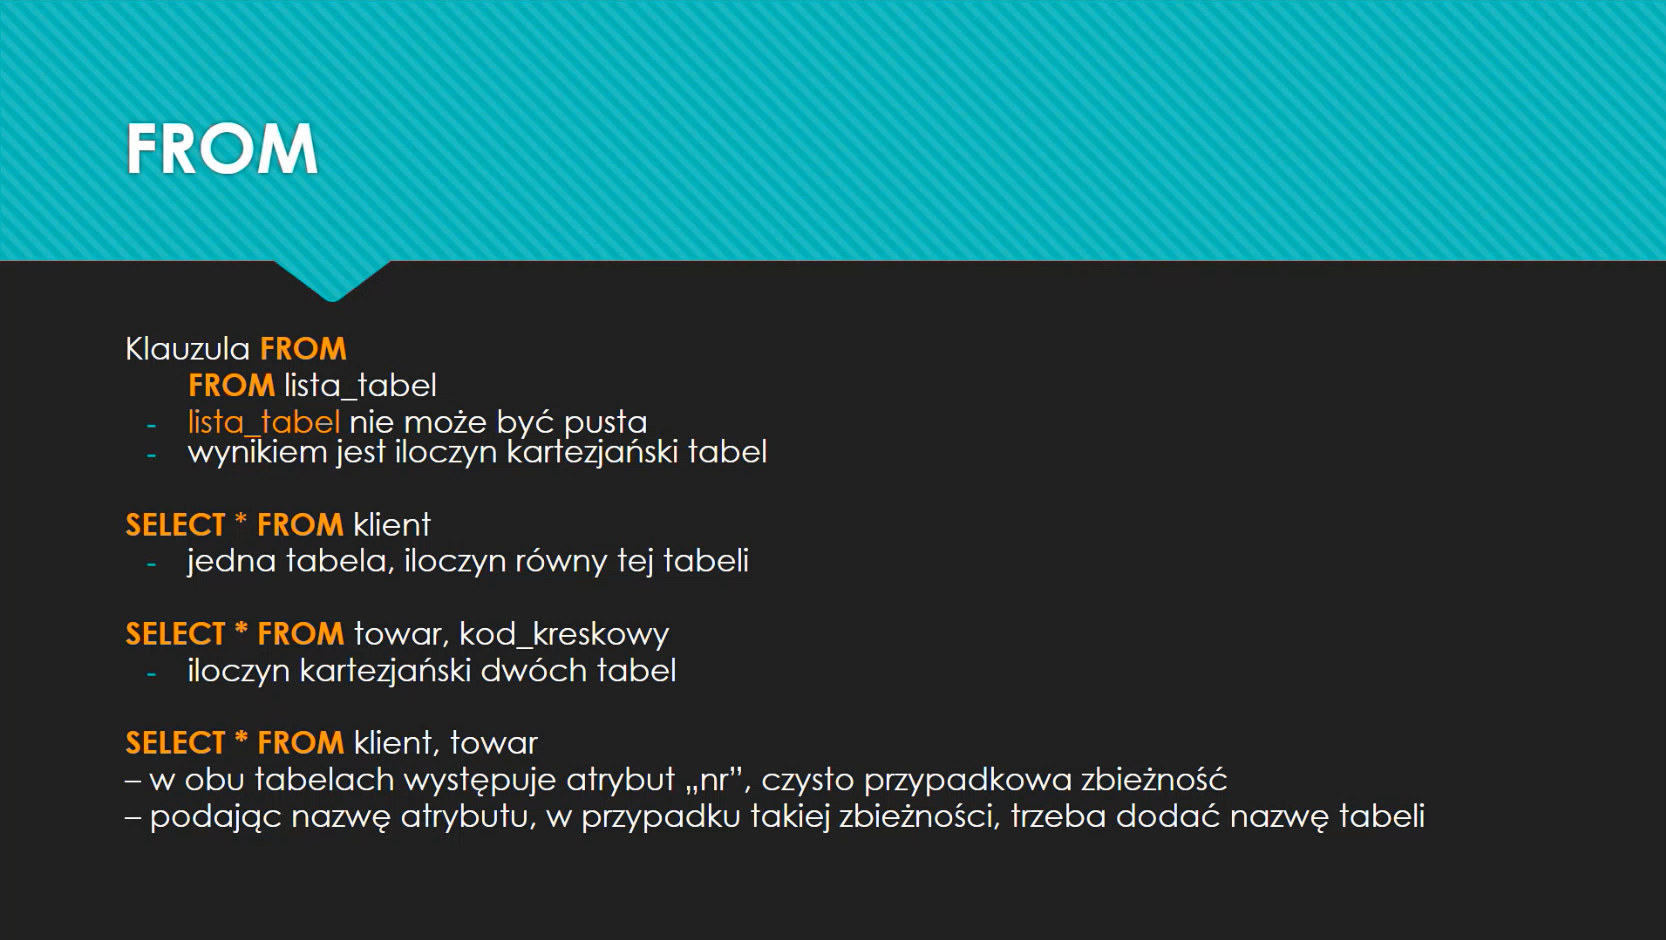 FROM
Klauzula FROM
FROM lista_tabel
- lista_tabel nie może być pusta
- wynikiem jest iloczyn kartezjański tabel
SELECT * FROM klient
- jedna tabela, iloczyn równy tej tabeli
SELECT * FROM towar, kod_kreskowy
- iloczyn kartezjański dwóch tabel
SELECT * FROM klient, towar
– w obu tabelach występuje atrybut „nr”, czysto przypadkowa zbieżność
– podając nazwę atrybutu, w przypadku takiej zbieżności, trzeba dodać nazwę tabeli